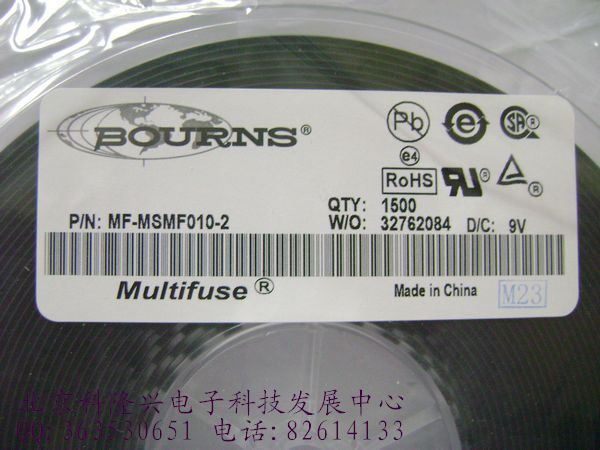 BOURNS®
Pb
e
SA®
e4
RoHS
P/N: MF-MSMF010-2
QTY: 1500
W/O: 32762084 D/C: 9V
Multifuse®
Made in China
M23
北京科隆兴电子科技发展中心
QQ:363530651 电话:82614133